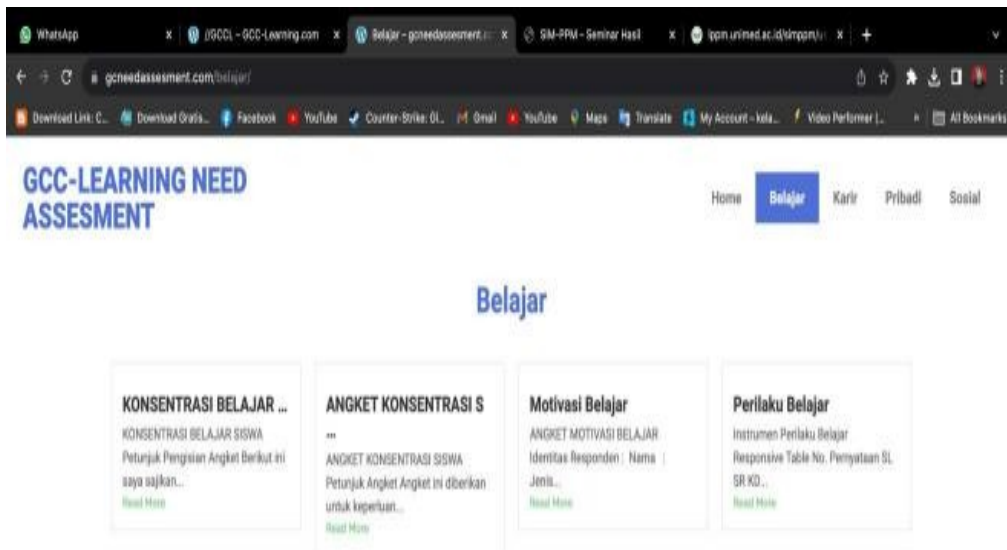 WhatsApp
//GCCL – GCC-Learning.com
Belajar – gcneedassesment.c
SIM-PPM – Seminar Hasil
lppm.unimed.ac.id/simppm/
gcneedassesment.com/belajar/
Download Link: C...
Download Gratis...
Facebook
YouTube
Counter-Strike: Gl...
Gmail
YouTube
Maps
Translate
My Account – kela...
Video Performer |...
»
All Bookmarks
GCC-LEARNING NEED
ASSESMENT
Home Belajar Karir Pribadi Sosial
Belajar
KONSENTRASI BELAJAR ...
KONSENTRASI BELAJAR SISWA
Petunjuk Pengisian Angket Berikut ini
saya sajikan...
Read More
ANGKET KONSENTRASI S
...
ANGKET KONSENTRASI SISWA
Petunjuk Angket Angket ini diberikan
untuk keperluan...
Read More
Motivasi Belajar
ANGKET MOTIVASI BELAJAR
Identitas Responden : Nama :
Jenis...
Read More
Perilaku Belajar
Instrumen Perilaku Belajar
Responsive Table No. Pernyataan SL
SR KD...
Read More